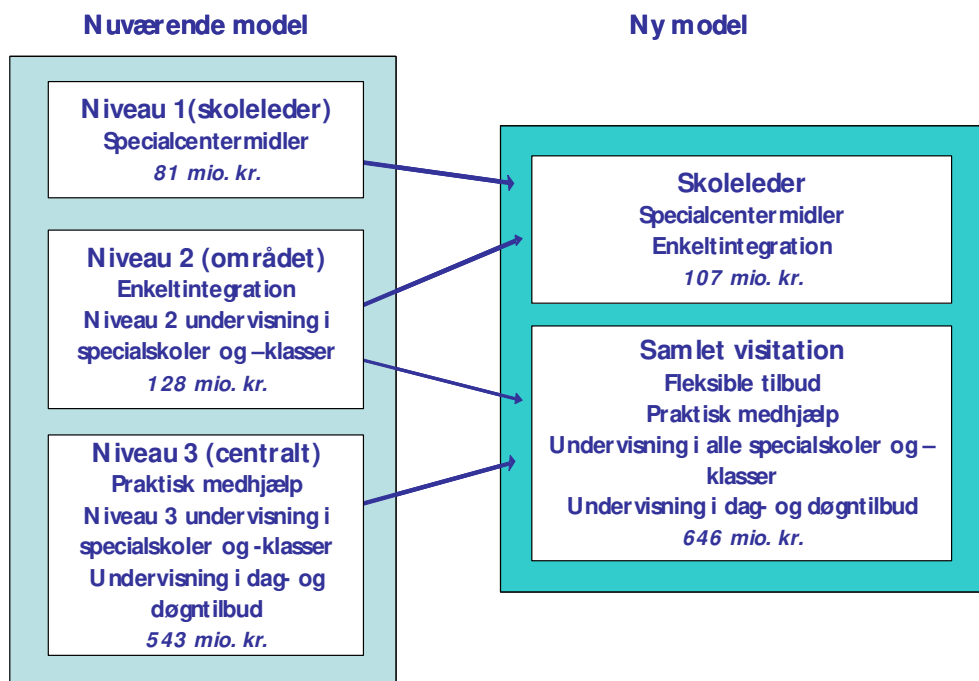 Nuværende model
Niveau 1(skoleleder)
Specialcentermidler
81 mio. kr.
Niveau 2 (området)
Enkeltintegration
Niveau 2 undervisning i
specialskoler og –klasser
128 mio. kr.
Niveau 3 (centralt)
Praktisk medhjælp
Niveau 3 undervisning i
specialskoler og -klasser
Undervisning i dag- og
døgntilbud
543 mio. kr.
Ny model
Skoleleder
Specialcentermidler
Enkeltintegration
107 mio. kr.
Samlet visitation
Fleksible tilbud
Praktisk medhjælp
Undervisning i alle specialskoler og –
klasser
Undervisning i dag- og døgntilbud
646 mio. kr.